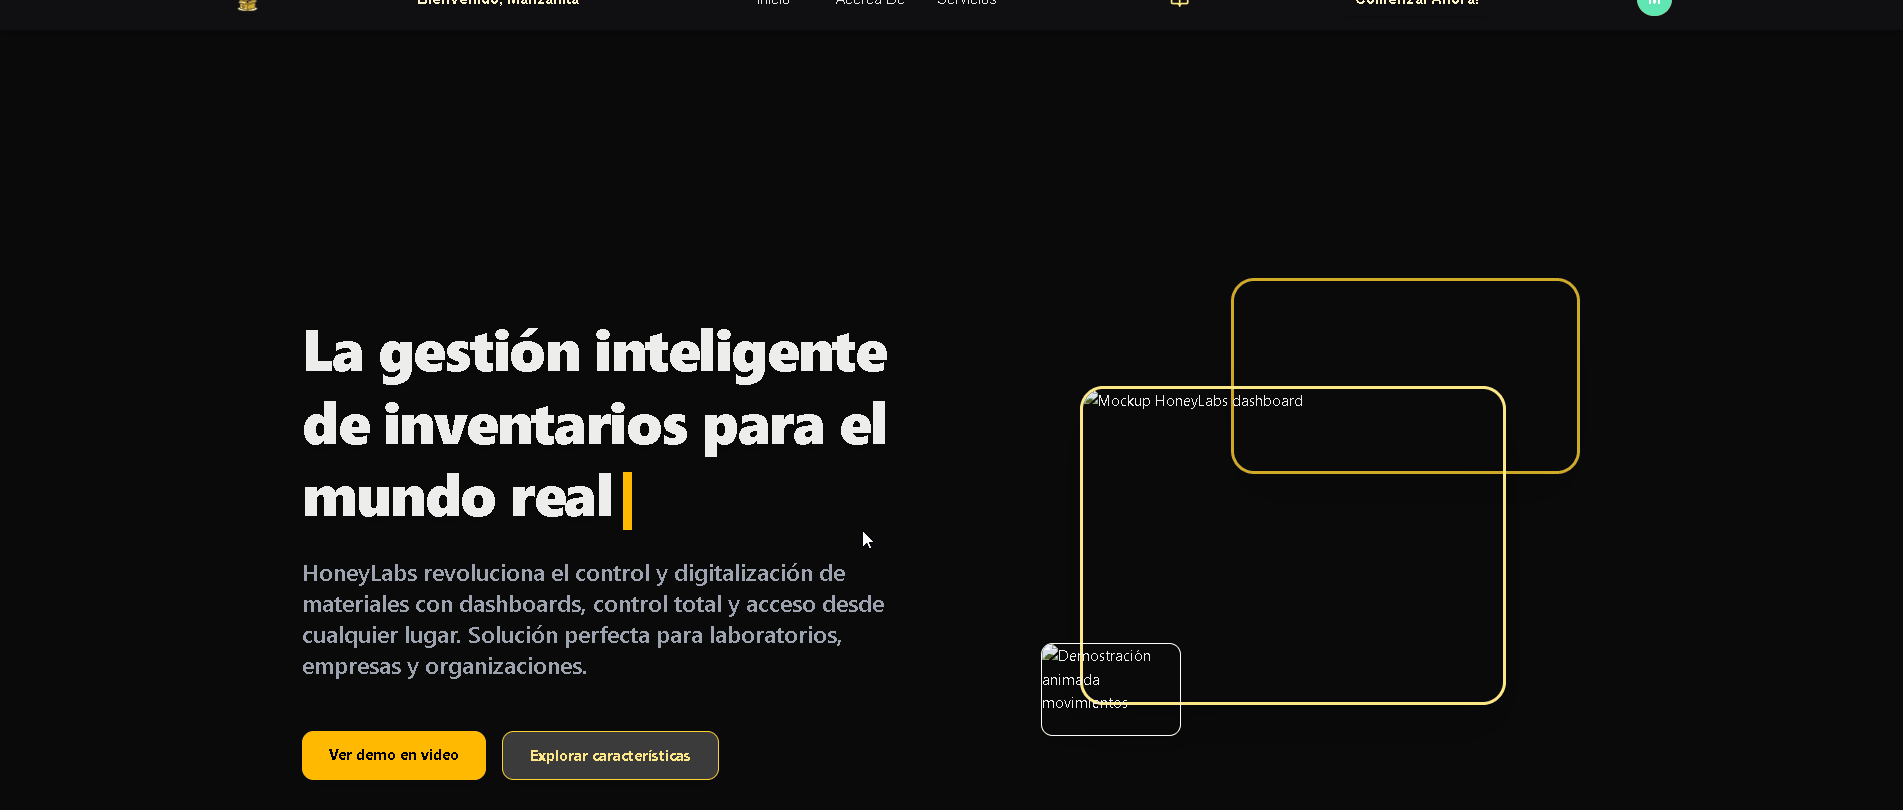 Bienvenido, Manzanita
Inicio
Acerca De
Servicios
Comenzar Ahora!
M
La gestión inteligente
de inventarios para el
mundo real
HoneyLabs revoluciona el control y digitalización de
materiales con dashboards, control total y acceso desde
cualquier lugar. Solución perfecta para laboratorios,
empresas y organizaciones.
Ver demo en video
Explorar características
Mockup HoneyLabs dashboard
Demostración
animada
movimientos